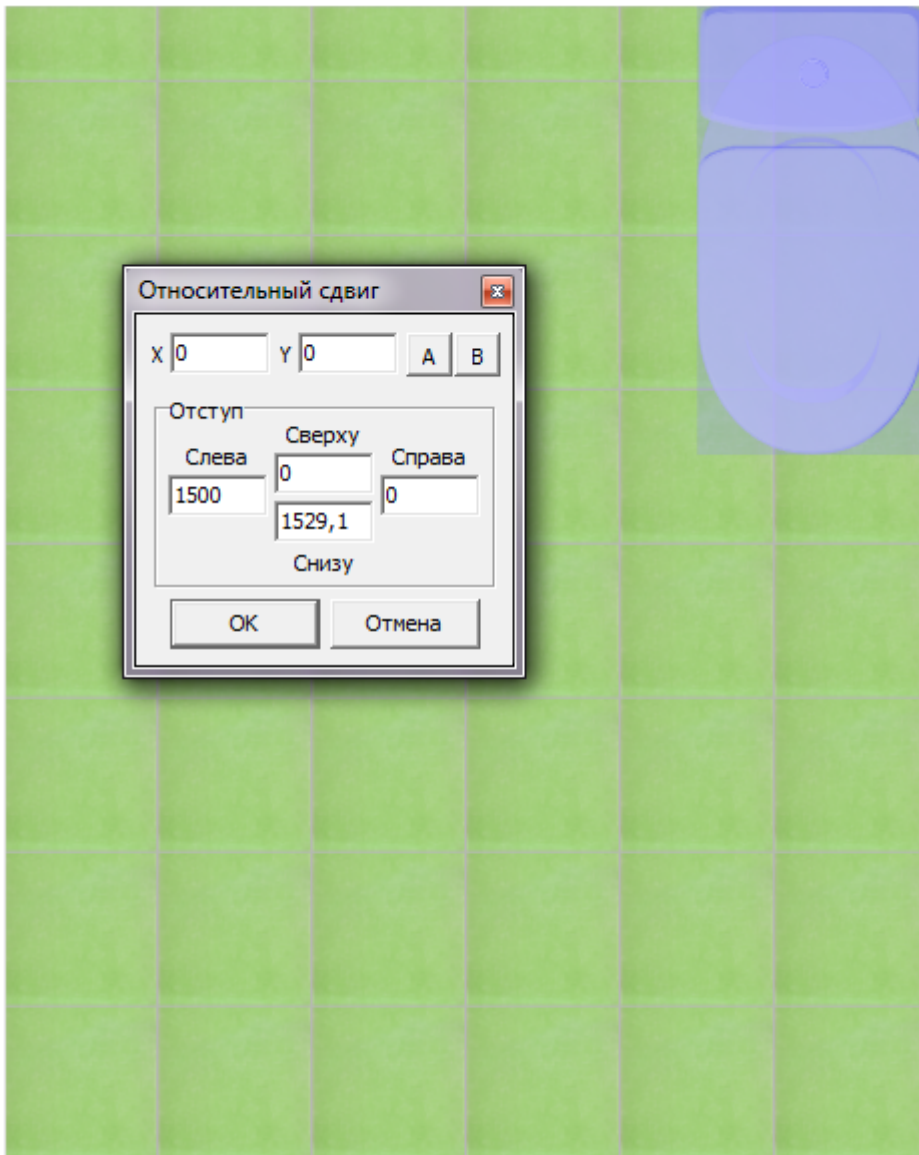 Относительный сдвиг
X 0 Y 0 A B
Отступ
Сверху
Слева Справа
0
1500 0
1529,1
Снизу
OK Отмена